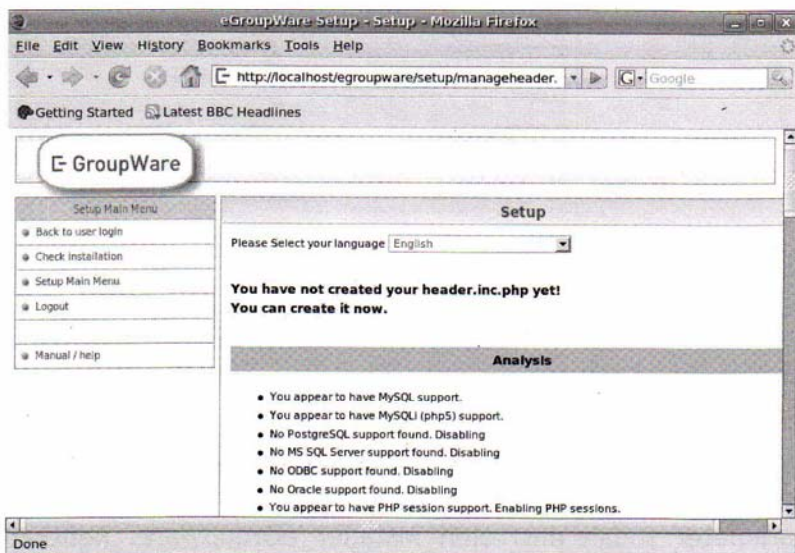 eGroupWare Setup - Setup - Mozilla Firefox
File Edit View History Bookmarks Tools Help
http://localhost/egroupware/setup/manageheader.
G Google
Getting Started Latest BBC Headlines
GroupWare
Setup Main Menu
Back to user login
Check installation
Setup Main Menu
Logout
Manual / help
Setup
Please Select your language English
You have not created your header.inc.php yet!
You can create it now.
Analysis
You appear to have MySQL support.
You appear to have MySQLi (php5) support.
No PostgreSQL support found. Disabling
No MS SQL Server support found. Disabling
No ODBC support found. Disabling
No Oracle support found. Disabling
You appear to have PHP session support. Enabling PHP sessions.
Done